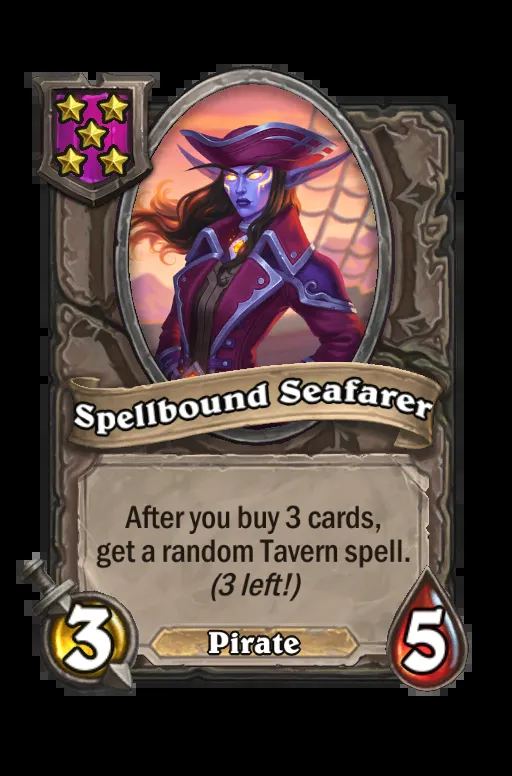 Spellbound Seafarer
After you buy 3 cards,
get a random Tavern spell.
(3 left!)
3
Pirate
5